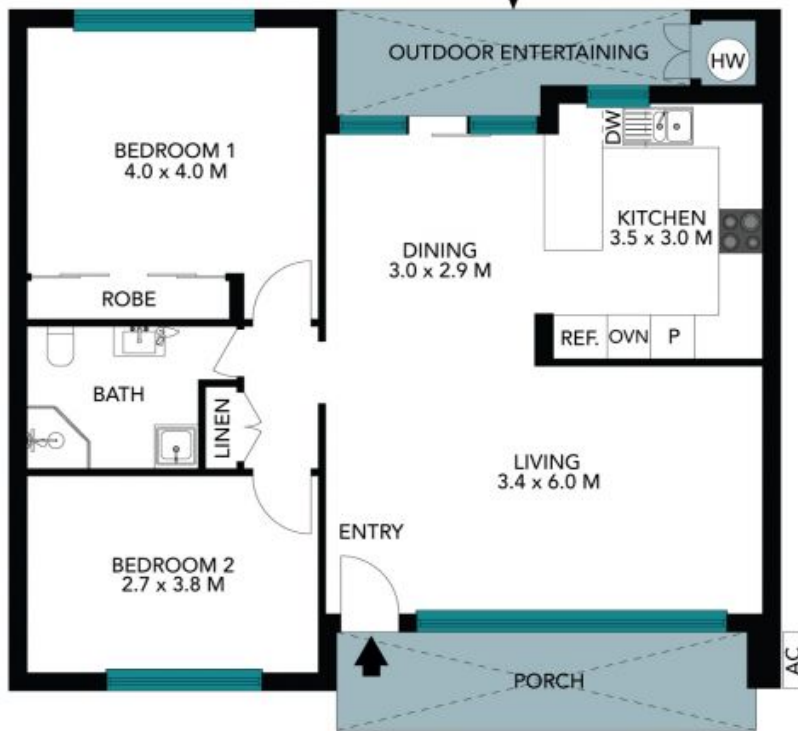 OUTDOOR ENTERTAINING
HW
BEDROOM 1
4.0 x 4.0 M
DW
KITCHEN
3.5 x 3.0 M
DINING
3.0 x 2.9 M
ROBE
REF.
OVN
P
BATH
LINEN
LIVING
3.4 x 6.0 M
ENTRY
BEDROOM 2
2.7 x 3.8 M
PORCH
AC